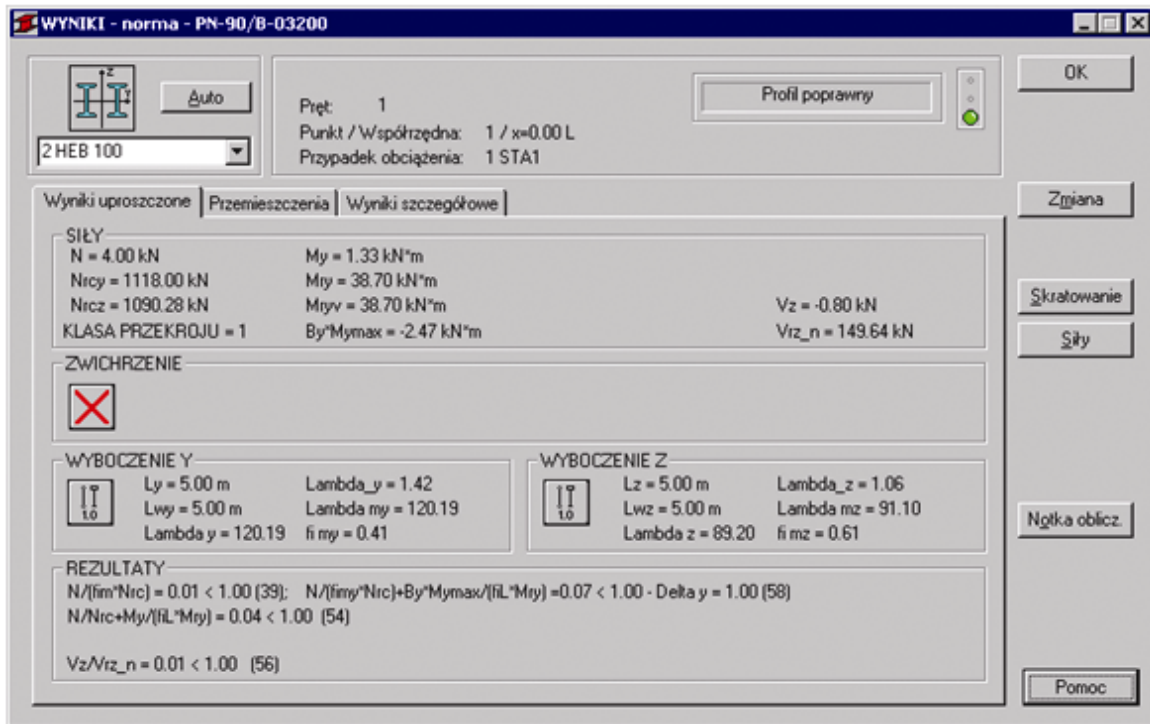 WYNIKI - norma - PN-90/B-03200
Z
Y
Auto
2 HEB 100
Pręt: 1
Punkt / Współrzędna: 1 / x=0.00 L
Przypadek obciążenia: 1 STA1
Profil poprawny
OK
Zmiana
Skratowanie
Siły
Notka oblicz.
Pomoc
Wyniki uproszczone Przemieszczenia Wyniki szczegółowe
SIŁY
N = 4.00 kN My = 1.33 kN*m
Nrcy = 1118.00 kN Mry = 38.70 kN*m
Nrcz = 1090.28 kN Mryv = 38.70 kN*m Vz = -0.80 kN
KLASA PRZEKROJU = 1 By*Mymax = -2.47 kN*m Vrz_n = 149.64 kN
ZWICHRZENIE
WYBOCZENIE Y
1.0
Ly = 5.00 m Lambda_y = 1.42
Lwy = 5.00 m Lambda my = 120.19
Lambda y = 120.19 fi my = 0.41
WYBOCZENIE Z
1.0
Lz = 5.00 m Lambda_z = 1.06
Lwz = 5.00 m Lambda mz = 91.10
Lambda z = 89.20 fi mz = 0.61
REZULTATY
N/(fim*Nrc) = 0.01 < 1.00 (39); N/(fimy*Nrc)+By*Mymax/(fiL*Mry) =0.07 < 1.00 - Delta y = 1.00 (58)
N/Nrc+My/(fiL*Mry) = 0.04 < 1.00 (54)
Vz/Vrz_n = 0.01 < 1.00 (56)